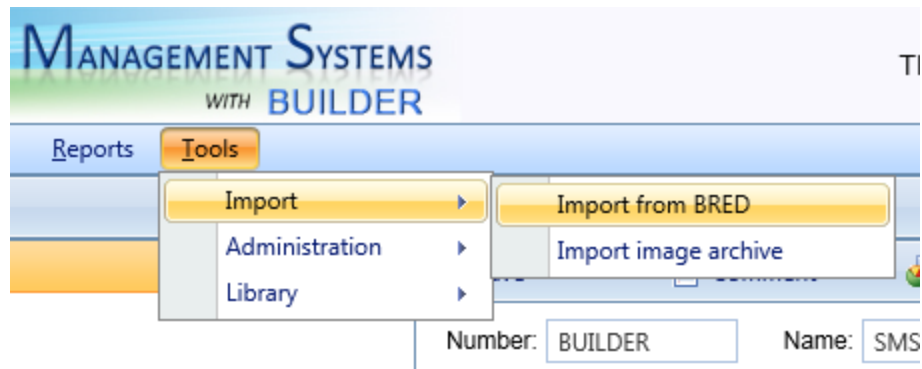 MANAGEMENT SYSTEMS
WITH BUILDER
Reports Tools
Import Import from BRED
Administration Import image archive
Library
Number: BUILDER Name: SMS